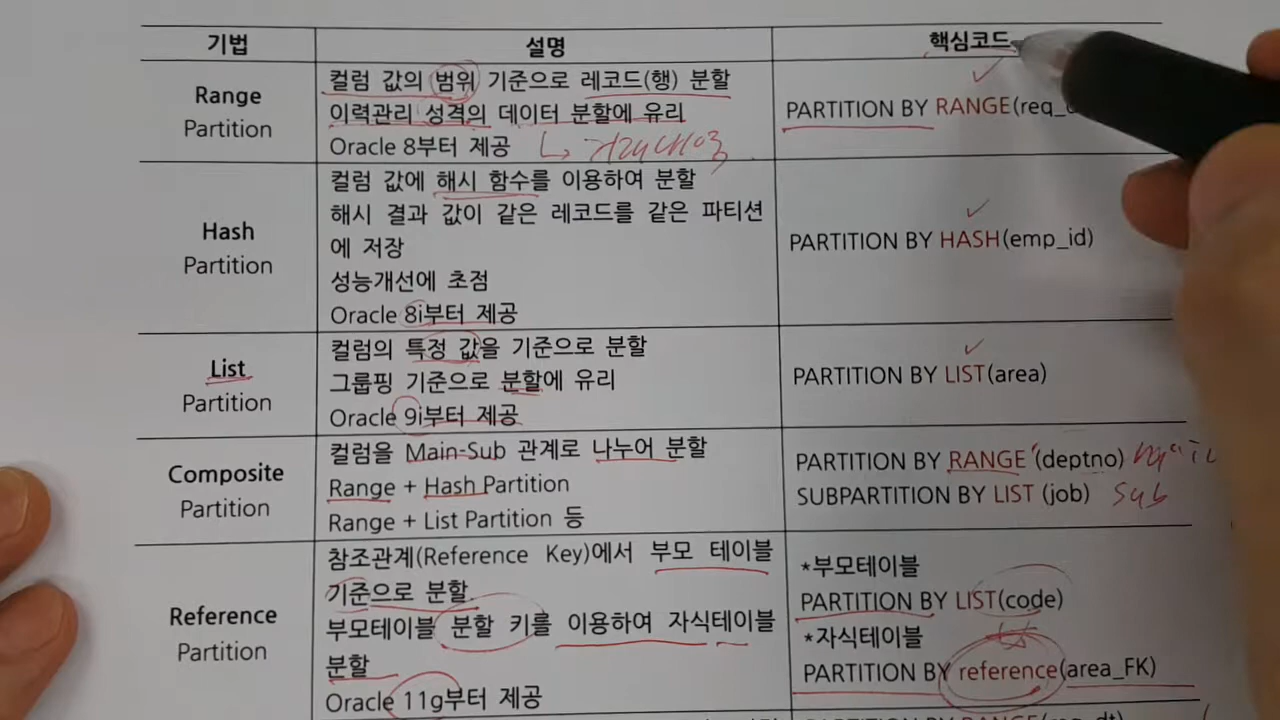 기법 설명 핵심코드
Range
Partition
컬럼 값의 범위 기준으로 레코드(행) 분할
이력관리 성격의 데이터 분할에 유리
Oracle 8부터 제공
PARTITION BY RANGE(req_
Hash
Partition
컬럼 값에 해시 함수를 이용하여 분할
해시 결과 값이 같은 레코드를 같은 파티션
에 저장
성능개선에 초점
Oracle 8i부터 제공
PARTITION BY HASH(emp_id)
List
Partition
컬럼의 특정 값을 기준으로 분할
그룹핑 기준으로 분할에 유리
Oracle 9i부터 제공
PARTITION BY LIST(area)
Composite
Partition
컬럼을 Main-Sub 관계로 나누어 분할
Range + Hash Partition
Range + List Partition 등
PARTITION BY RANGE (deptno)
SUBPARTITION BY LIST (job) sub
Reference
Partition
참조관계(Reference Key)에서 부모 테이블
기준으로 분할
부모테이블 분할 키를 이용하여 자식테이블
분할
Oracle 11g부터 제공
*부모테이블
PARTITION BY LIST(code)
*자식테이블
PARTITION BY reference(area_FK)